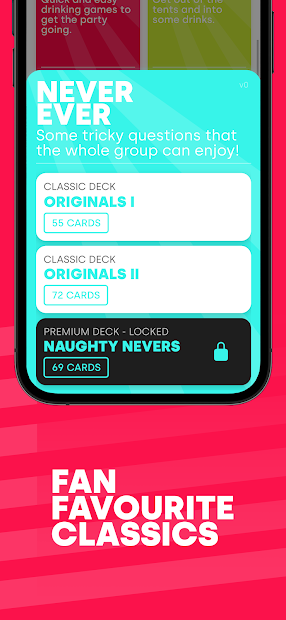 Quick and easy
drinking games to
get the party
going.
Get out of the
tents and into
some drinks.
NEVER
EVER
v0
Some tricky questions that
the whole group can enjoy!
CLASSIC DECK
ORIGINALS I
55 CARDS
CLASSIC DECK
ORIGINALS II
72 CARDS
PREMIUM DECK - LOCKED
NAUGHTY NEVERS
69 CARDS
FAN
FAVOURITE
CLASSICS